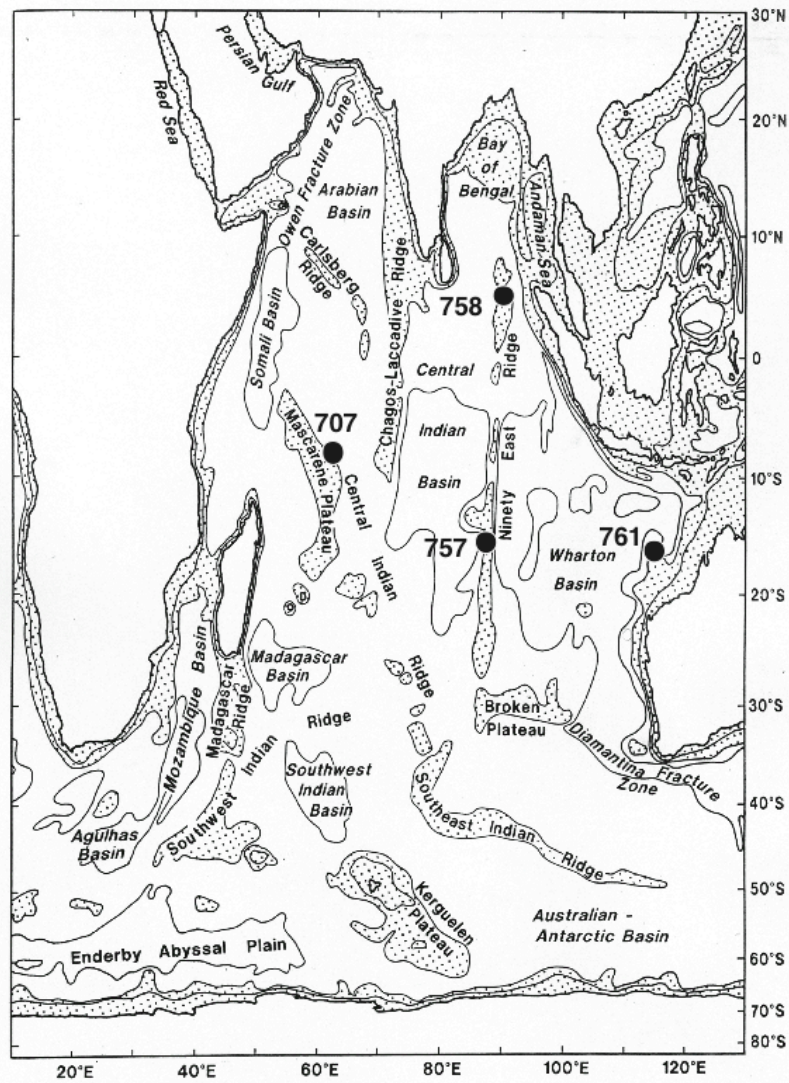 30°N
Persian Gulf
Red Sea
20°N
Owen Fracture Zone
Bay
of
Bengal
Arabian
Basin
Andaman Sea
10°N
Carlsberg
Ridge
Chagos-Laccadive Ridge
758
Somali Basin
Central
Ridge
0
707
Mascarene Plateau
Indian
East
Basin
10°S
Central
Ninety
757
761
Wharton
Basin
Indian
20°S
Mozambique Basin
Madagascar
Ridge
Madagascar
Basin
Ridge
Broken
Plateau
30°S
Ridge
Diamantina Fracture
Zone
Indian
Southwest
Southwest
Indian
Basin
Southeast Indian
Ridge
40°S
Agulhas
Basin
50°S
Kerguelen
Plateau
Australian -
Antarctic Basin
Enderby Abyssal Plain
60°S
70°S
80°S
20°E
40°E
60°E
80°E
100°E
120°E